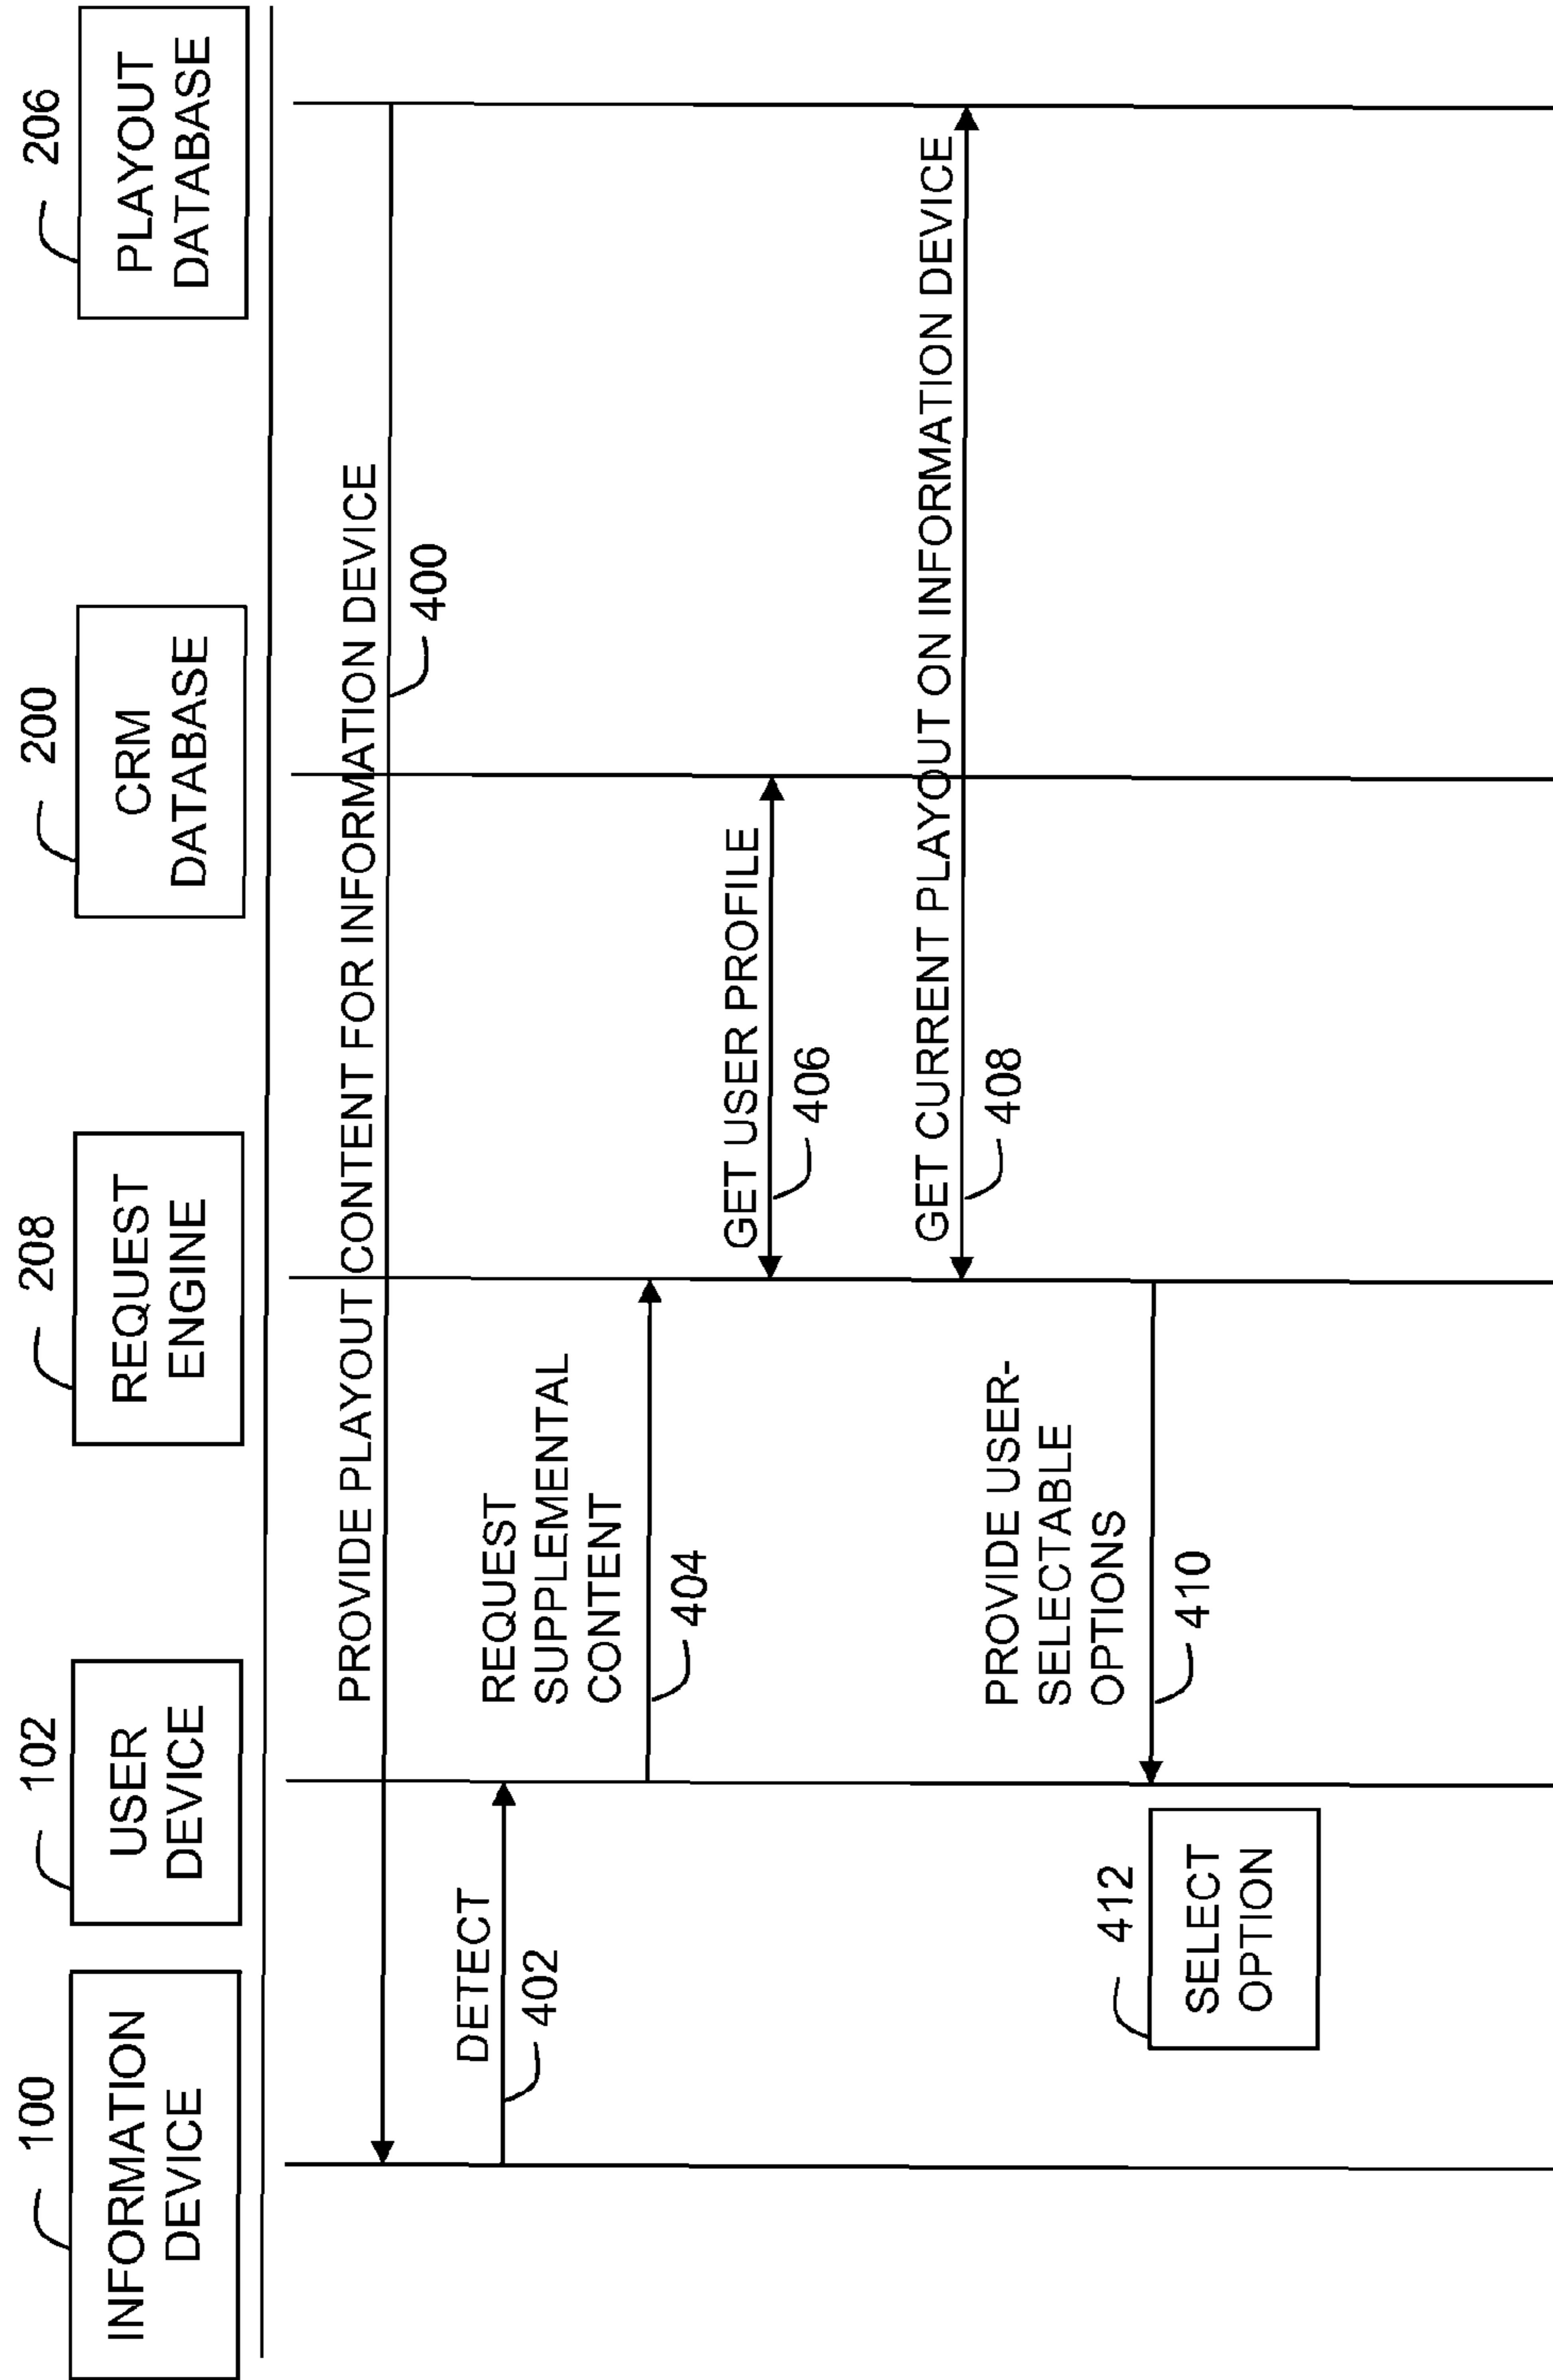 100
INFORMATION
DEVICE
102
USER
DEVICE
208
REQUEST
ENGINE
200
CRM
DATABASE
206
PLAYOUT
DATABASE
PROVIDE PLAYOUT CONTENT FOR INFORMATION DEVICE
400
DETECT
402
REQUEST
SUPPLEMENTAL
CONTENT
404
GET USER PROFILE
406
GET CURRENT PLAYOUT ON INFORMATION DEVICE
408
PROVIDE USER-
SELECTABLE
OPTIONS
410
412
SELECT
OPTION